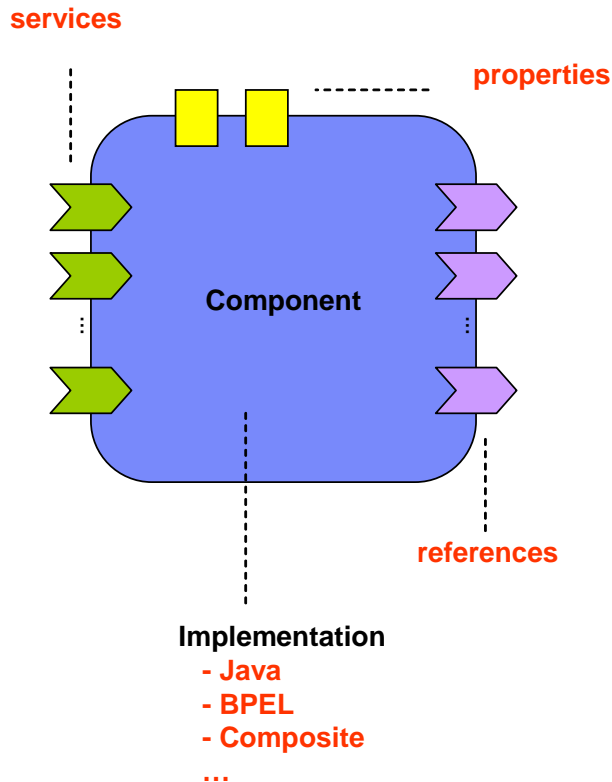 services
properties
Component
...
...
references
Implementation
- Java
- BPEL
- Composite
...